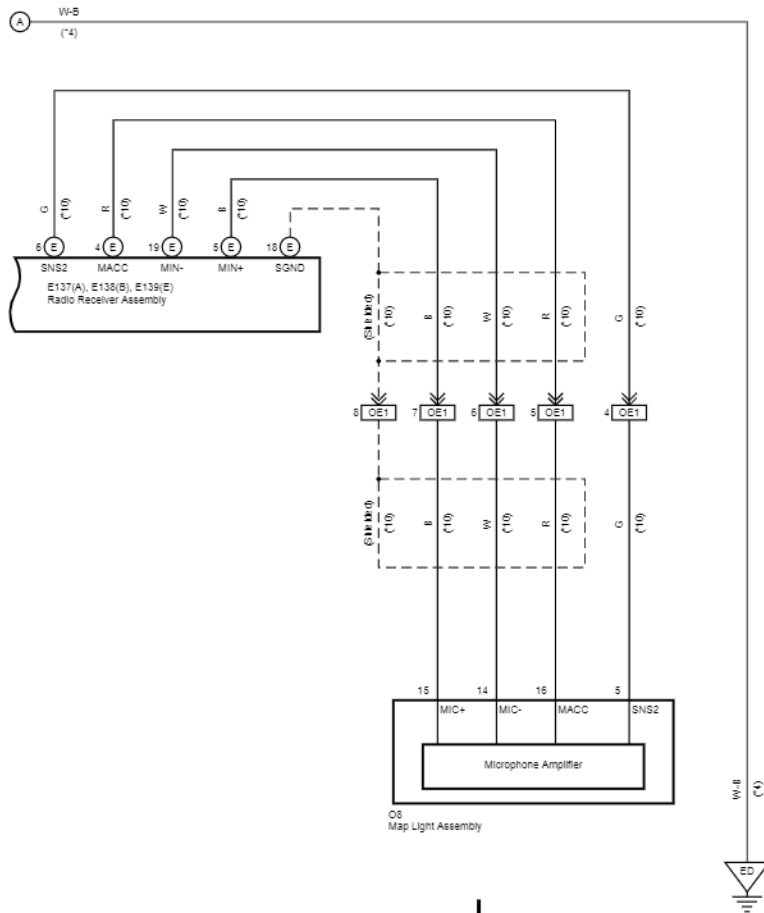 A
W-B
(*4)
G
(*10)
R
(*10)
W
(*10)
B
(*10)
6 E
4 E
19 E
5 E
18 E
SNS2
MACC
MIN-
MIN+
SGND
E137(A), E138(B), E139(E)
Radio Receiver Assembly
(Shielded)
(*10)
B
(*10)
W
(*10)
R
(*10)
G
(*10)
8 OE1
7 OE1
6 OE1
5 OE1
4 OE1
(Shielded)
(*10)
B
(*10)
W
(*10)
R
(*10)
G
(*10)
15
14
16
5
MIC+
MIC-
MACC
SNS2
Microphone Amplifier
O8
Map Light Assembly
W-B
(*4)
ED